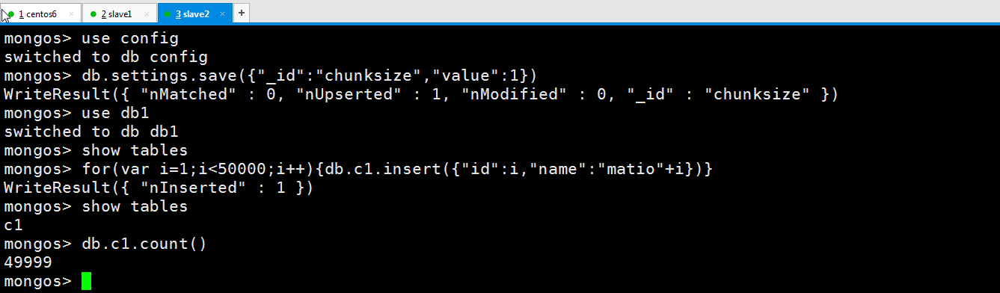 1 centos6 × 2 slave1 × 3 slave2 × +
mongos> use config
switched to db config
mongos> db.settings.save({"_id":"chunksize","value":1})
WriteResult({ "nMatched" : 0, "nUpserted" : 1, "nModified" : 0, "_id" : "chunksize" })
mongos> use db1
switched to db db1
mongos> show tables
mongos> for(var i=1;i<50000;i++){db.c1.insert({"id":i,"name":"matio"+i})}
WriteResult({ "nInserted" : 1 })
mongos> show tables
c1
mongos> db.c1.count()
49999
mongos>